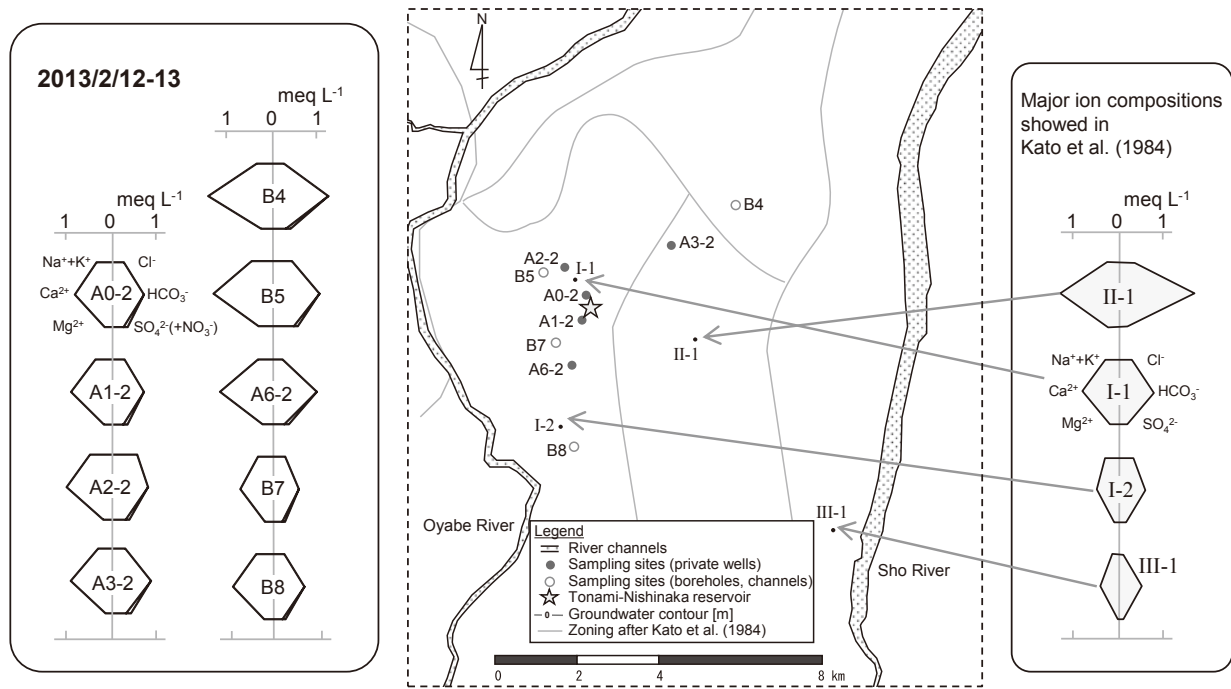 2013/2/12-13
meq L-1
1 0 1
B4
B5
A6-2
B7
B8
meq L-1
1 0 1
Na++K+ Cl-
Ca2+ A0-2 HCO3-
Mg2+ SO42-(+NO3-)
A1-2
A2-2
A3-2
N
B4
A3-2
A2-2
B5
I-1
A0-2
A1-2
B7
II-1
A6-2
I-2
B8
III-1
Oyabe River
Sho River
Legend
River channels
Sampling sites (private wells)
Sampling sites (boreholes, channels)
Tonami-Nishinaka reservoir
0 Groundwater contour [m]
Zoning after Kato et al. (1984)
0 2 4 8 km
Major ion compositions
showed in
Kato et al. (1984)
meq L-1
1 0 1
II-1
Na++K+ Cl-
Ca2+ I-1 HCO3-
Mg2+ SO42-
I-2
III-1